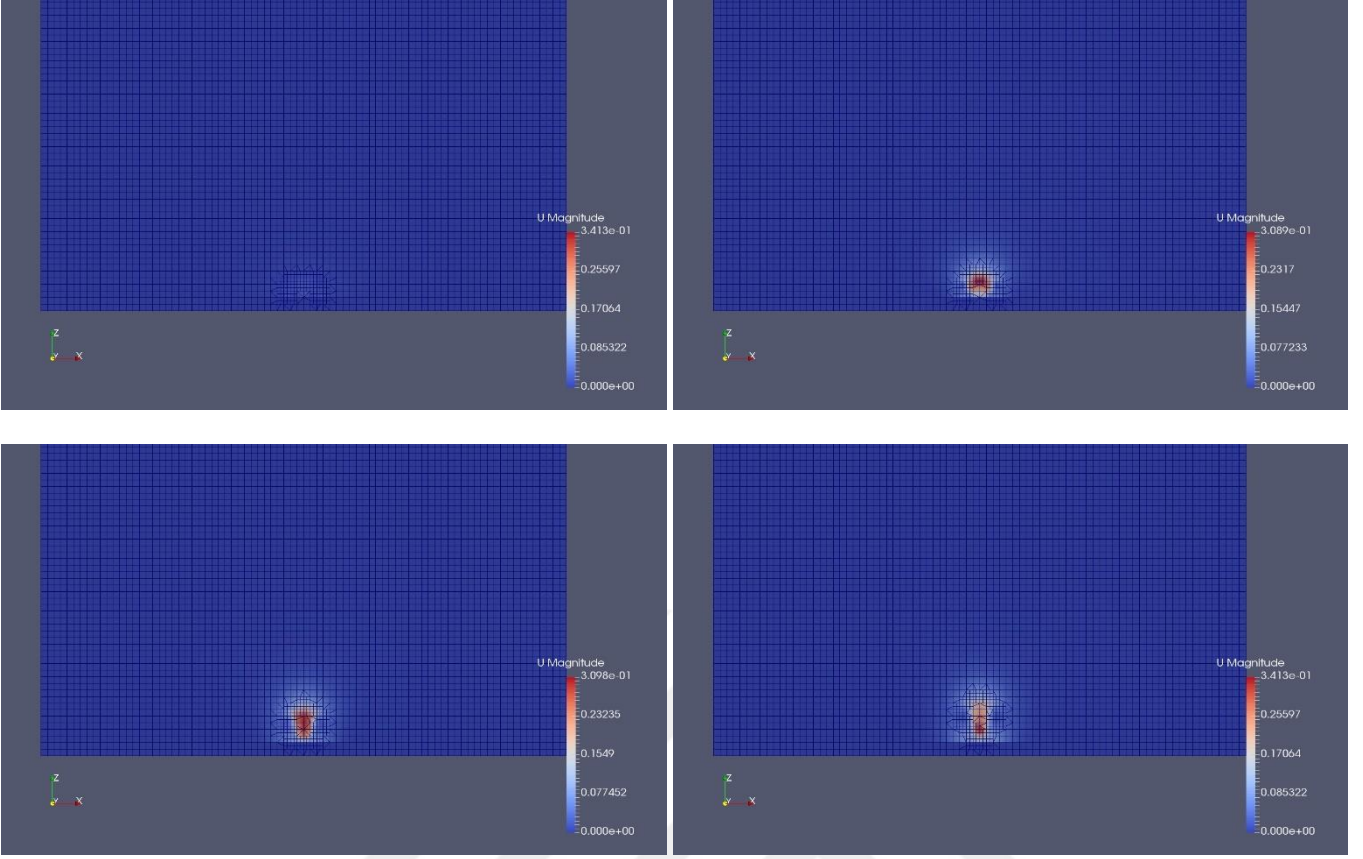 U Magnitude
3.413e-01
0.25597
0.17064
0.085322
0.000e+00
Z
Y X
U Magnitude
3.089e-01
0.2317
0.15447
0.077233
0.000e+00
Z
Y X
U Magnitude
3.098e-01
0.23235
0.1549
0.077452
0.000e+00
Z
Y X
U Magnitude
3.413e-01
0.25597
0.17064
0.085322
0.000e+00
Z
Y X